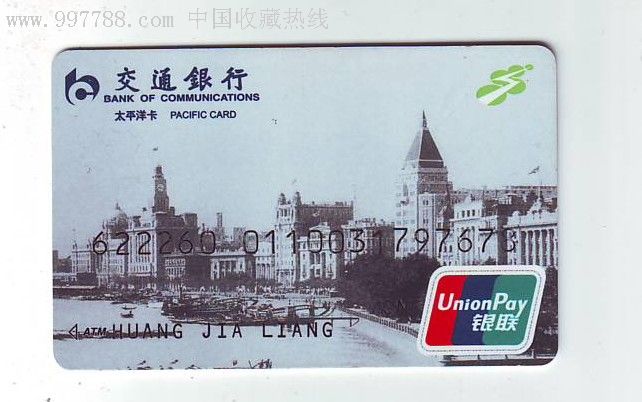 www.997788.com 中国收藏热线
交通銀行
BANK OF COMMUNICATIONS
太平洋卡 PACIFIC CARD
622260 0110031797673
ATM HUANG JIA LIANG
UnionPay
银联